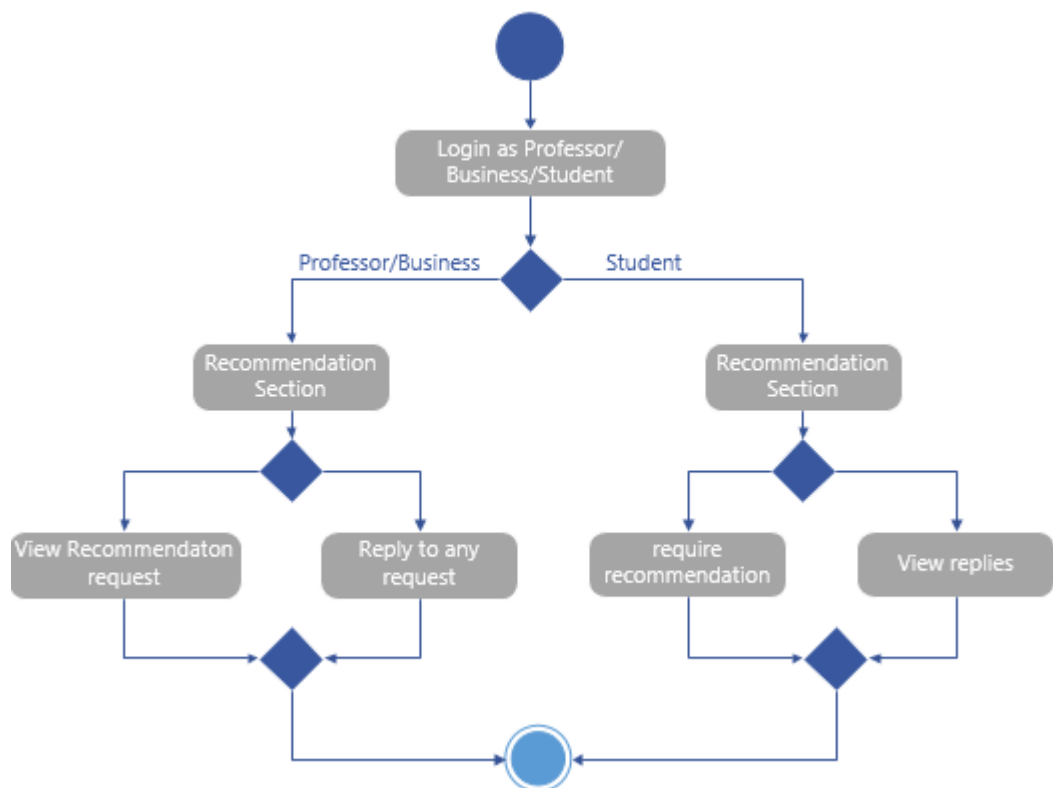 Login as Professor/
Business/Student
Professor/Business
Student
Recommendation
Section
Recommendation
Section
View Recommendaton
request
Reply to any
request
require
recommendation
View replies